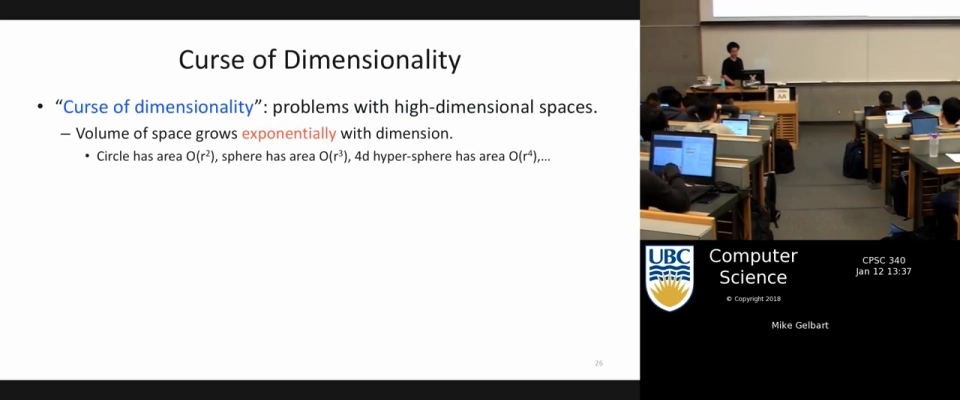 Curse of Dimensionality
• “Curse of dimensionality”: problems with high-dimensional spaces.
– Volume of space grows exponentially with dimension.
• Circle has area O(r²), sphere has area O(r³), 4d hyper-sphere has area O(r⁴),...
26
UBC
Computer
Science
© Copyright 2018
CPSC 340
Jan 12 13:37
Mike Gelbart